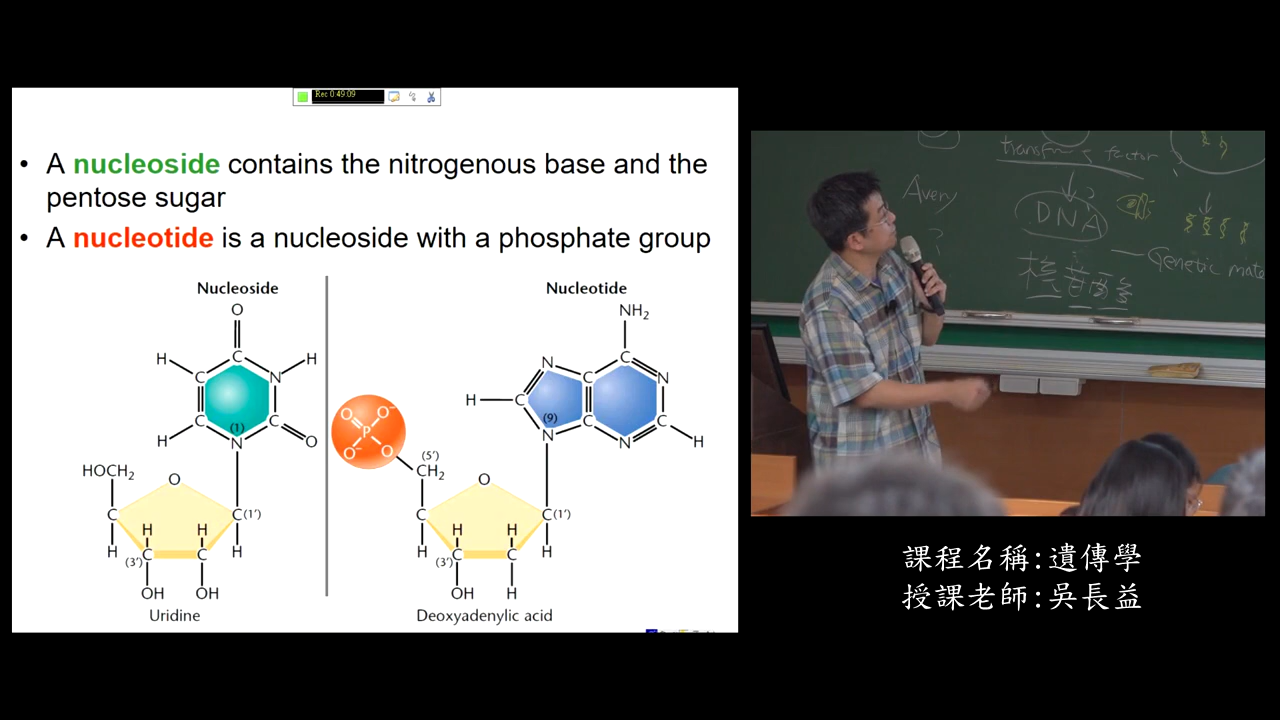 Rec 0:49:09
• A nucleoside contains the nitrogenous base and the
pentose sugar
• A nucleotide is a nucleoside with a phosphate group
Nucleoside
O
C
H
H
C
N
C
C
(1)
H
N
O
HOCH2
O
C
C(1′)
H
H
H
H
(3′)C
C
OH
OH
Uridine
Nucleotide
NH2
C
N
C
N
H
C
(9)
C
C
N
N
H
O
O−
P
O−
O
(5′)
CH2
O
C
C(1′)
H
H
H
H
(3′)C
C
OH
H
Deoxyadenylic acid
factor
Avery
?
DNA
Genetic mate
課程名稱:遺傳學
授課老師:吳長益